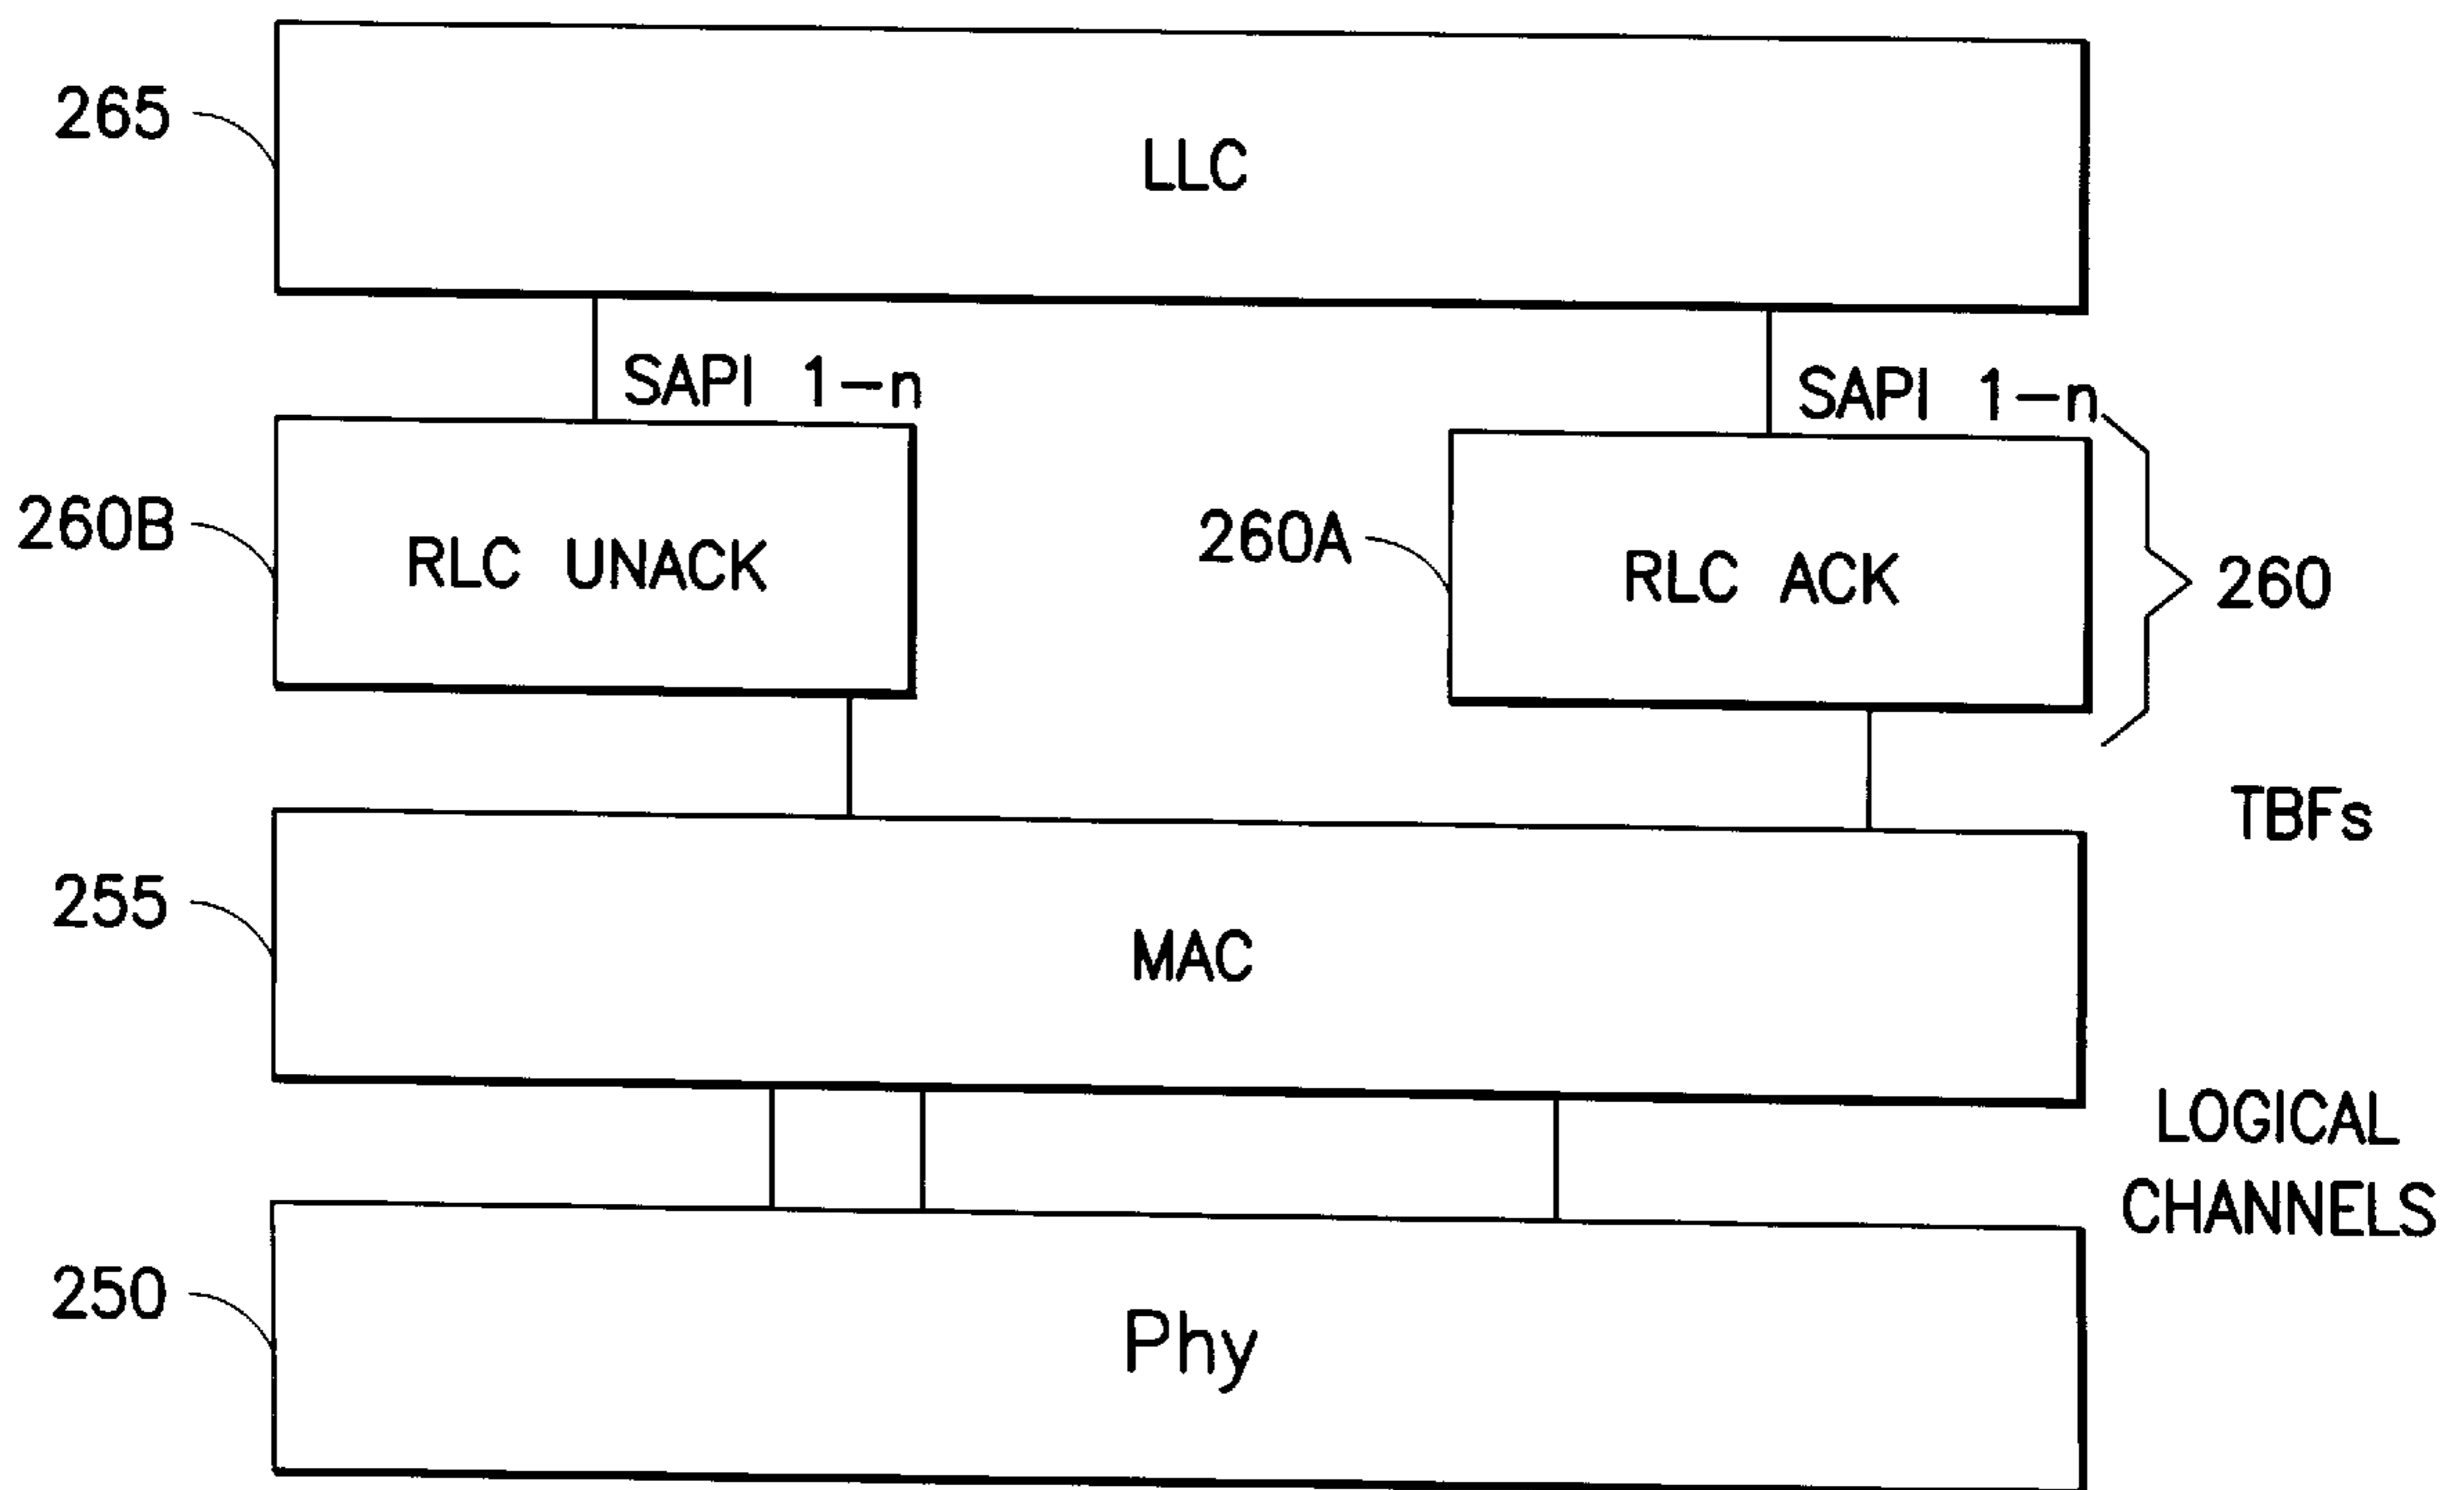 265
LLC
SAPI 1-n
SAPI 1-n
260B
RLC UNACK
260A
RLC ACK
260
TBFs
255
MAC
LOGICAL
CHANNELS
250
Phy